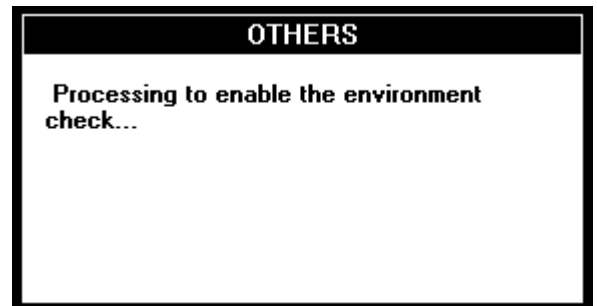 OTHERS
Processing to enable the environment
check...